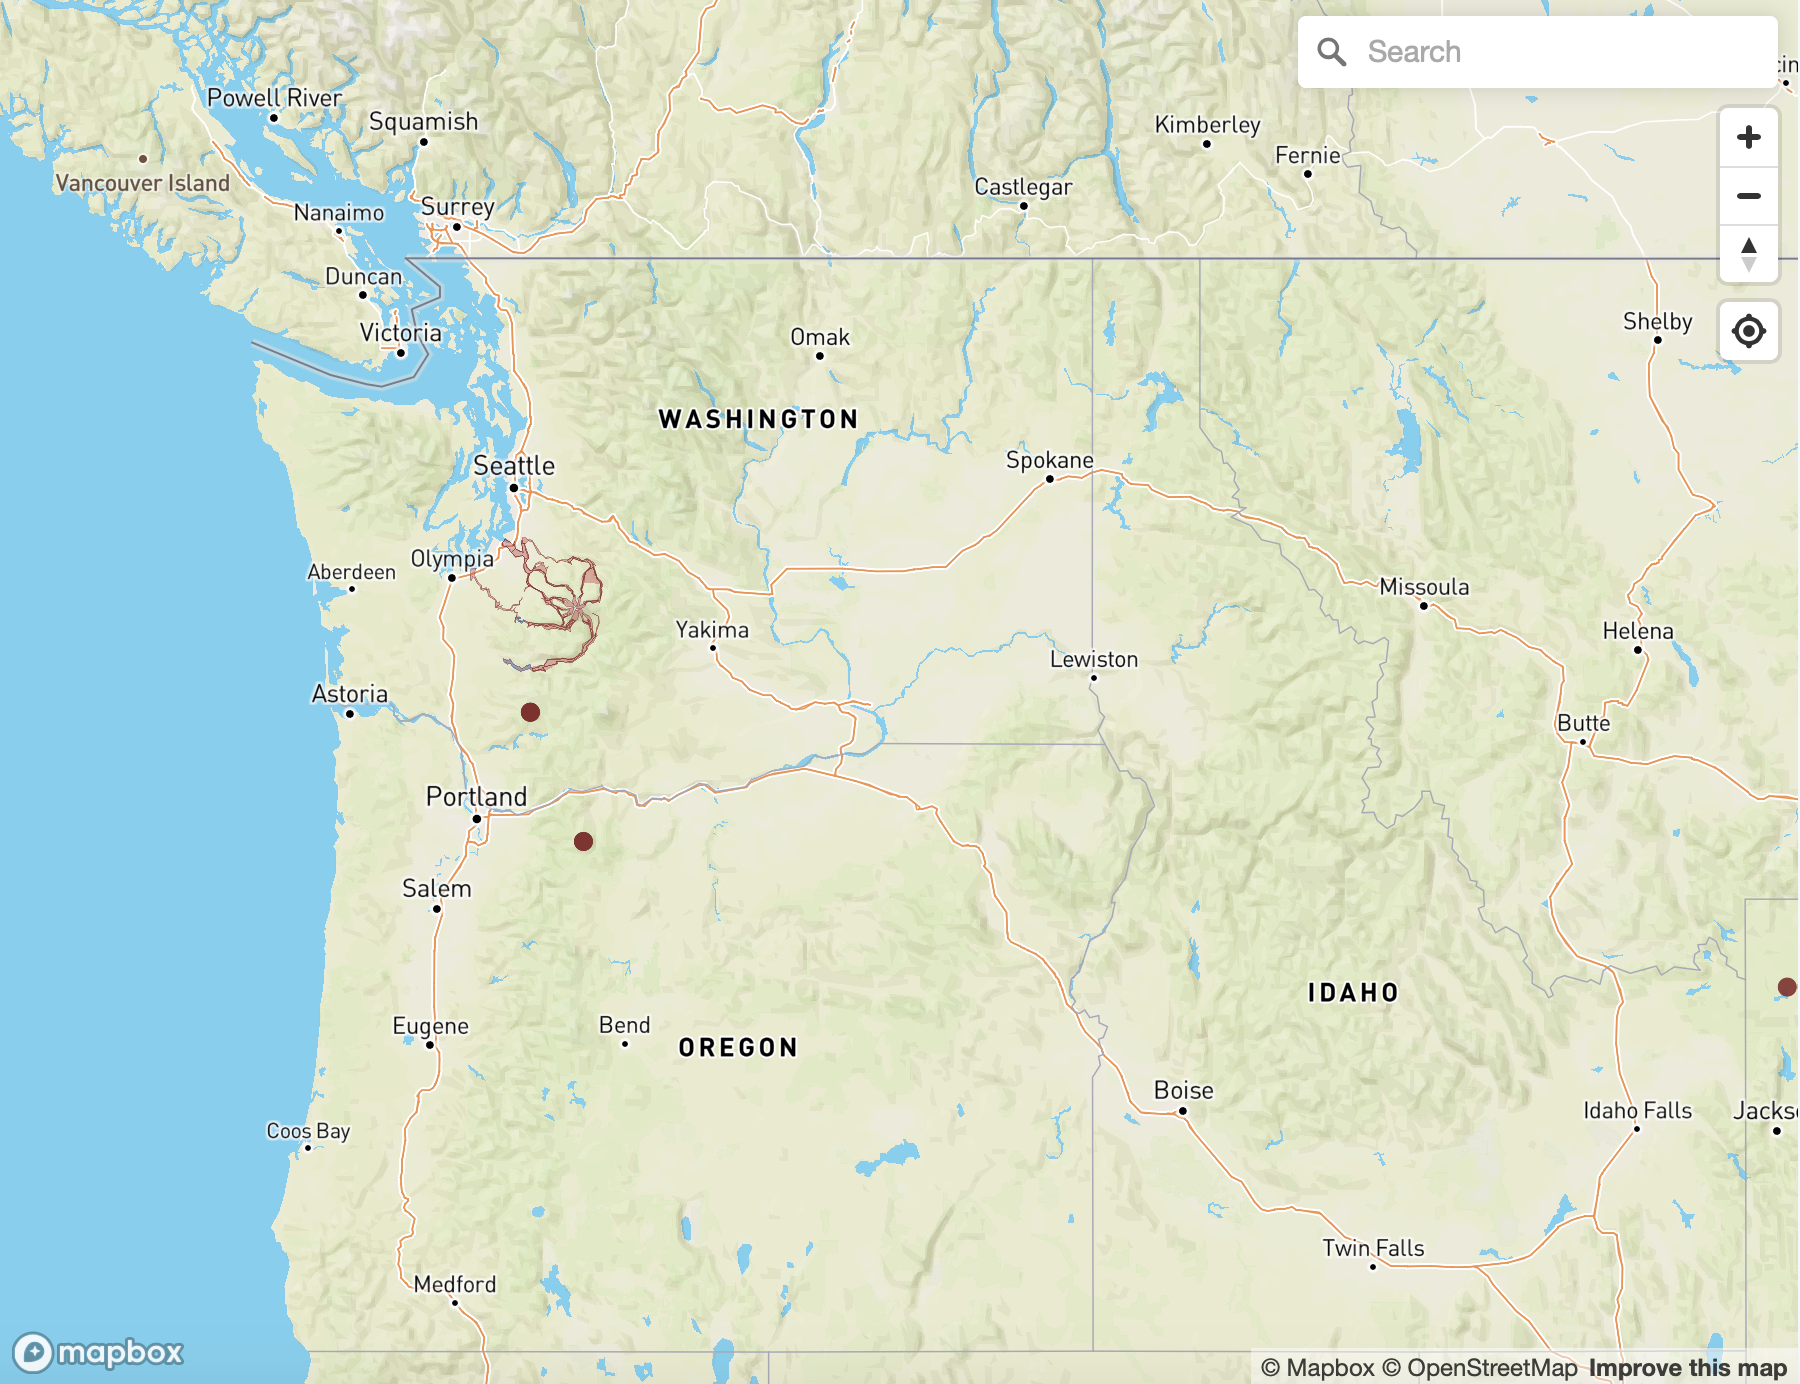 Search
cin
Powell River
Squamish
Kimberley
Fernie
Vancouver Island
Castlegar
Nanaimo
Surrey
Duncan
Victoria
Omak
Shelby
WASHINGTON
Seattle
Spokane
Olympia
Aberdeen
Missoula
Yakima
Helena
Lewiston
Astoria
Butte
Portland
Salem
IDAHO
Eugene
Bend
OREGON
Boise
Idaho Falls
Jackso
Coos Bay
Twin Falls
Medford
mapbox
© Mapbox © OpenStreetMap Improve this map